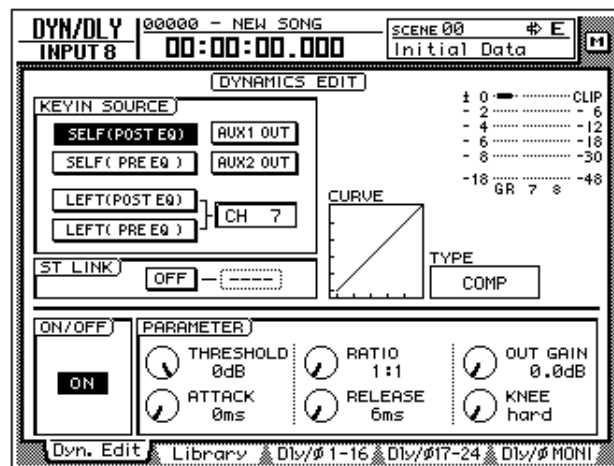 DYN/DLY
INPUT 8
00000 - NEW SONG
00:00:00.000
SCENE 00 E
Initial Data
M
DYNAMICS EDIT
KEYIN SOURCE
SELF(POST EQ) AUX1 OUT
SELF( PRE EQ ) AUX2 OUT
LEFT(POST EQ)
LEFT( PRE EQ )
CH 7
± 0 CLIP
- 2 - 6
- 4 -12
- 6 -18
- 8 -30
-18 -48
GR 7 8
CURVE
TYPE
COMP
ST LINK
OFF ----
ON/OFF
ON
PARAMETER
THRESHOLD RATIO OUT GAIN
0dB 1:1 0.0dB
ATTACK RELEASE KNEE
0ms 6ms hard
Dyn. Edit Library Dly/Ø 1-16 Dly/Ø17-24 Dly/Ø MONI